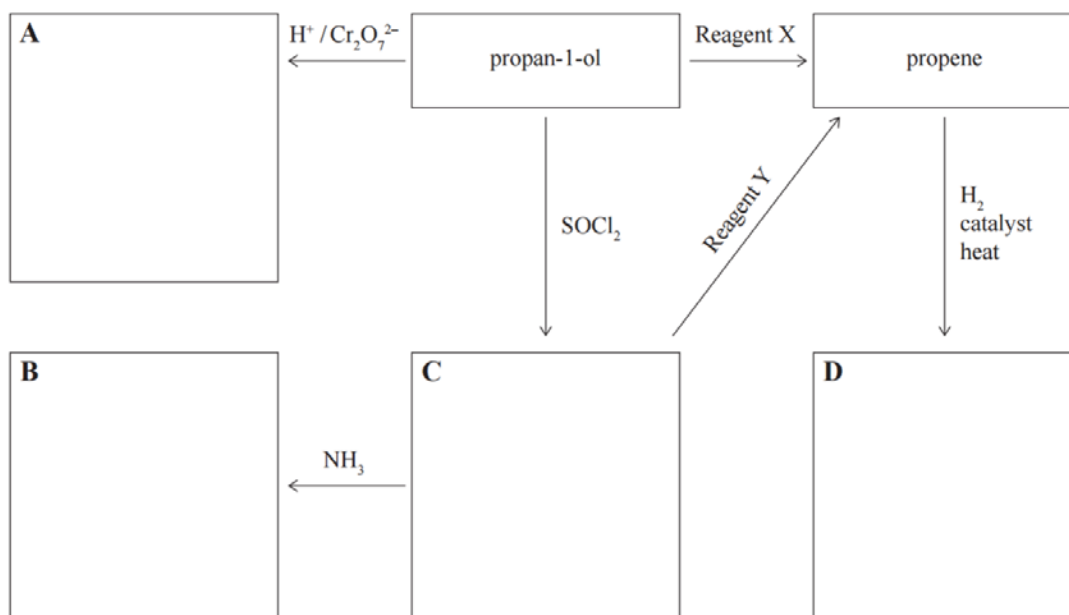 A
H⁺ / Cr₂O₇²⁻
propan-1-ol
Reagent X
propene
SOCl₂
Reagent Y
H₂
catalyst
heat
B
NH₃
C
D